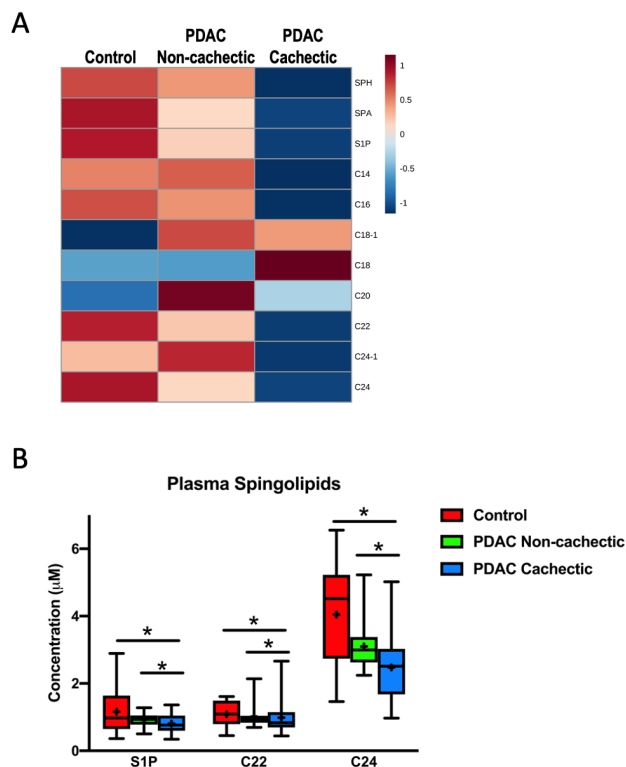 A
Control
PDAC
Non-cachectic
PDAC
Cachectic
SPH
SPA
S1P
C14
C16
C18-1
C18
C20
C22
C24-1
C24
1
0.5
0
-0.5
-1
B
Plasma Spingolipids
Concentration (μM)
6
4
2
0
* * * * * *
S1P C22 C24
Control
PDAC Non-cachectic
PDAC Cachectic